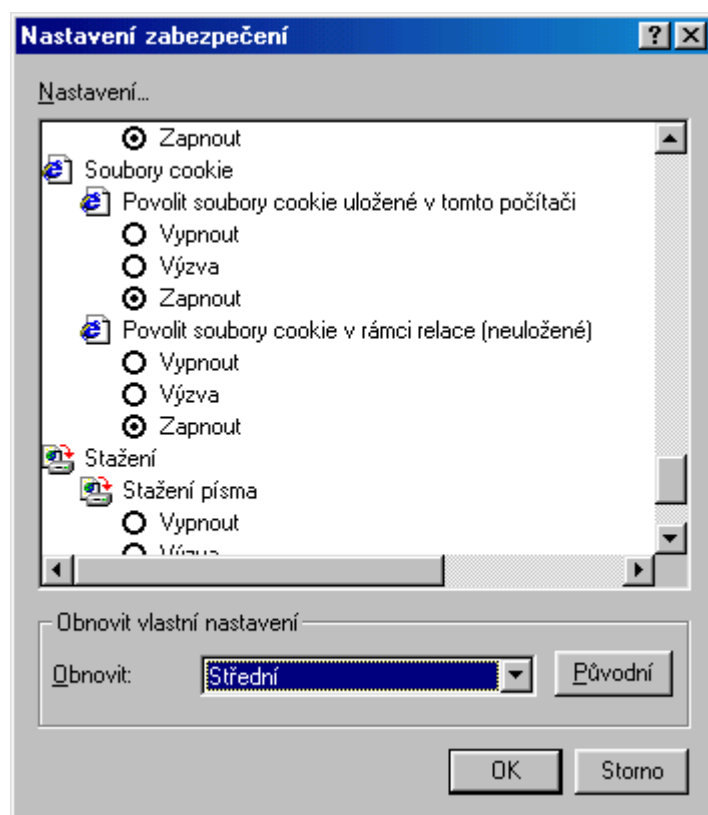 Nastavení zabezpečení
Nastavení...
Zapnout
Soubory cookie
Povolit soubory cookie uložené v tomto počítači
Vypnout
Výzva
Zapnout
Povolit soubory cookie v rámci relace (neuložené)
Vypnout
Výzva
Zapnout
Stažení
Stažení písma
Vypnout
Výzva
Obnovit vlastní nastavení
Obnovit: Střední Původní
OK Storno